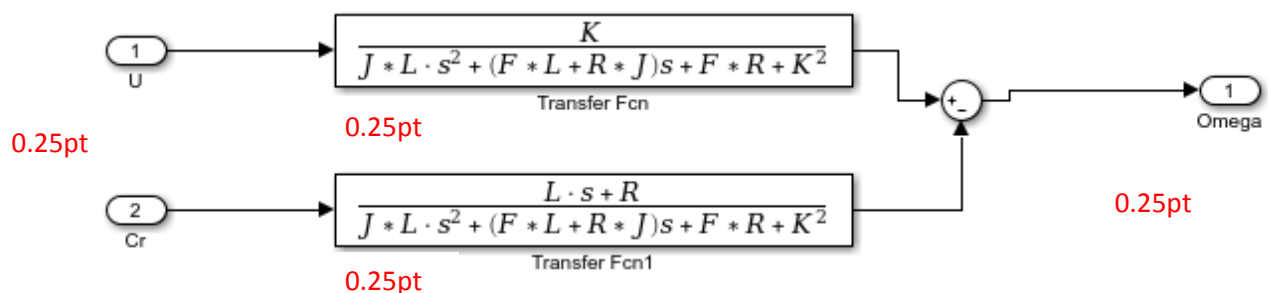 1
U
K
J * L · s² + (F * L + R * J)s + F * R + K²
Transfer Fcn
+
−
1
Omega
0.25pt
0.25pt
2
Cr
L · s + R
J * L · s² + (F * L + R * J)s + F * R + K²
Transfer Fcn1
0.25pt
0.25pt